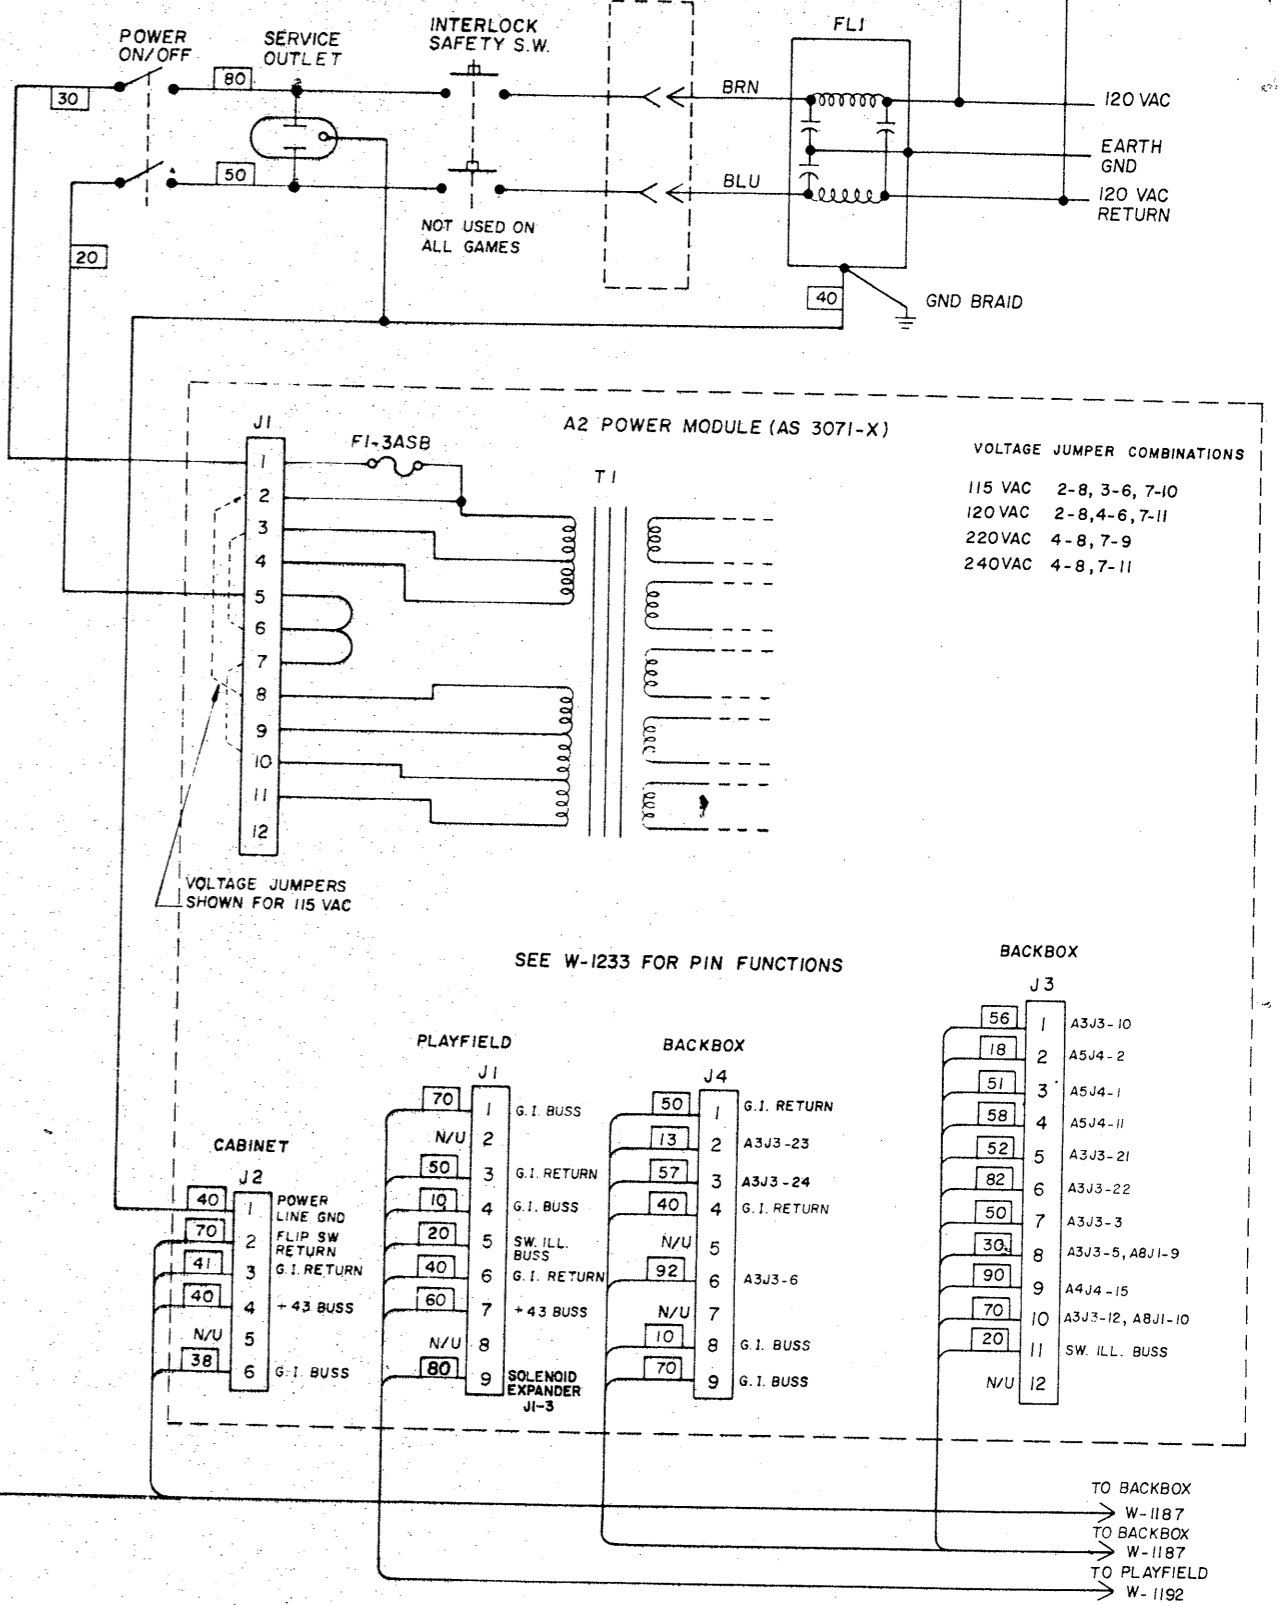 POWER
ON/OFF
SERVICE
OUTLET
INTERLOCK
SAFETY S.W.
FL1
30
80
BRN
120 VAC
EARTH
GND
50
BLU
120 VAC
RETURN
NOT USED ON
ALL GAMES
20
40
GND BRAID
A2 POWER MODULE (AS 3071-X)
J1
F1-3ASB
T1
VOLTAGE JUMPER COMBINATIONS
115 VAC 2-8, 3-6, 7-10
120 VAC 2-8, 4-6, 7-11
220VAC 4-8, 7-9
240VAC 4-8, 7-11
1
2
3
4
5
6
7
8
9
10
11
12
VOLTAGE JUMPERS
SHOWN FOR 115 VAC
SEE W-1233 FOR PIN FUNCTIONS
CABINET
J2
40 1 POWER
LINE GND
70 2 FLIP SW
RETURN
41 3 G.I. RETURN
40 4 +43 BUSS
N/U 5
38 6 G.I. BUSS
PLAYFIELD
J1
70 1 G.I. BUSS
N/U 2
50 3 G.I. RETURN
10 4 G.I. BUSS
20 5 SW. ILL.
BUSS
40 6 G.I. RETURN
60 7 +43 BUSS
N/U 8
80 9 SOLENOID
EXPANDER
J1-3
BACKBOX
J4
50 1 G.I. RETURN
13 2 A3J3-23
57 3 A3J3-24
40 4 G.I. RETURN
N/U 5
92 6 A3J3-6
N/U 7
10 8 G.I. BUSS
70 9 G.I. BUSS
BACKBOX
J3
56 1 A3J3-10
18 2 A5J4-2
51 3 A5J4-1
58 4 A5J4-11
52 5 A3J3-21
82 6 A3J3-22
50 7 A3J3-3
30 8 A3J3-5, A8J1-9
90 9 A4J4-15
70 10 A3J3-12, A8J1-10
20 11 SW. ILL. BUSS
N/U 12
TO BACKBOX
W-1187
TO BACKBOX
W-1187
TO PLAYFIELD
W-1192